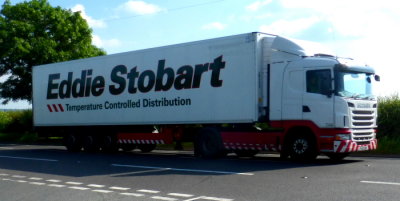 Eddie Stobart
Temperature Controlled Distribution